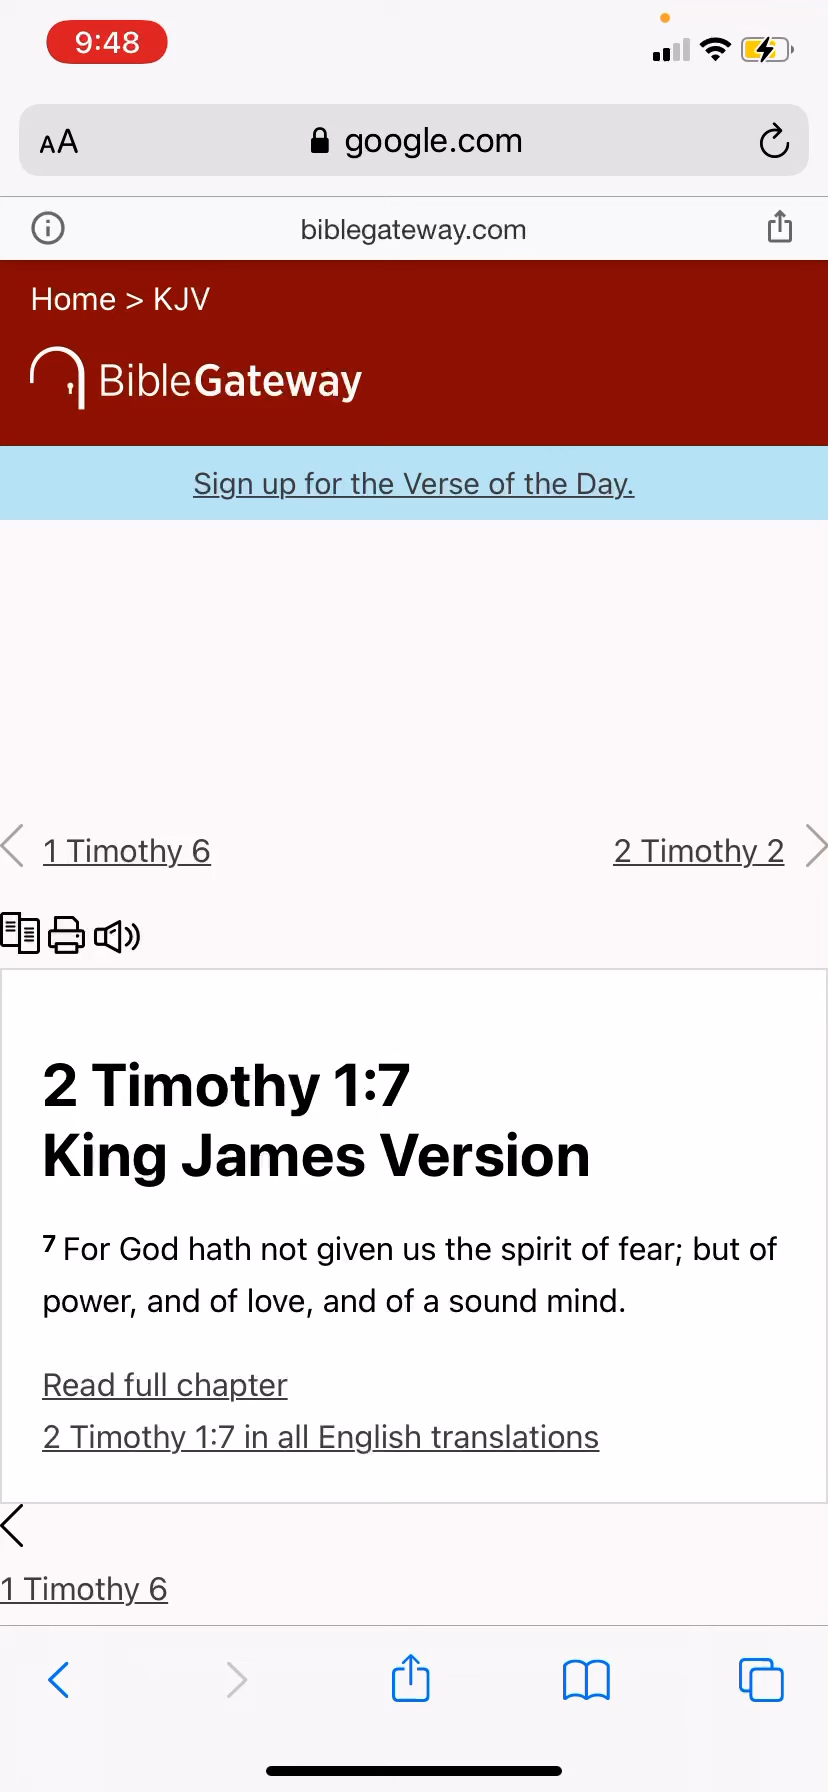 9:48
AA google.com
biblegateway.com
Home > KJV
BibleGateway
Sign up for the Verse of the Day.
1 Timothy 6 2 Timothy 2
2 Timothy 1:7
King James Version
7 For God hath not given us the spirit of fear; but of
power, and of love, and of a sound mind.
Read full chapter
2 Timothy 1:7 in all English translations
1 Timothy 6